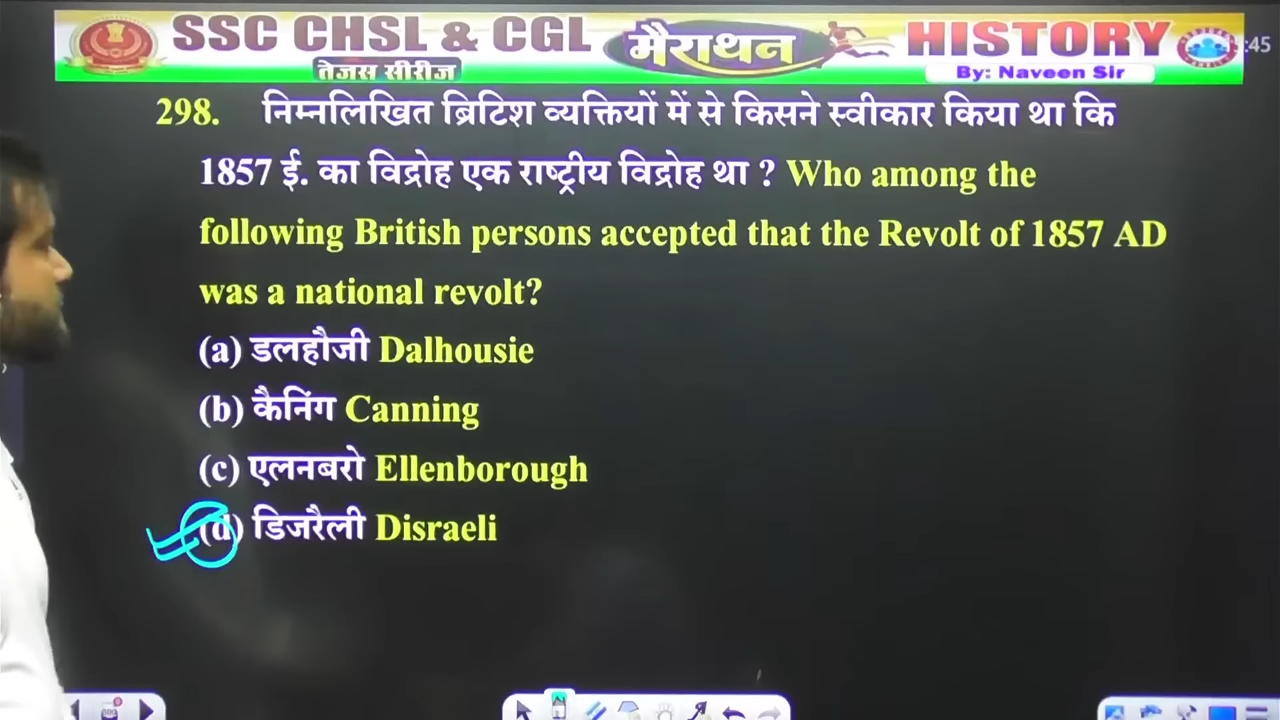 SSC CHSL & CGL
तेजस सीरीज
मैराथन
HISTORY
By: Naveen Sir
:45
298. निम्नलिखित ब्रिटिश व्यक्तियों में से किसने स्वीकार किया था कि
1857 ई. का विद्रोह एक राष्ट्रीय विद्रोह था ? Who among the
following British persons accepted that the Revolt of 1857 AD
was a national revolt?
(a) डलहौजी Dalhousie
(b) कैनिंग Canning
(c) एलनबरो Ellenborough
(d) डिजरैली Disraeli